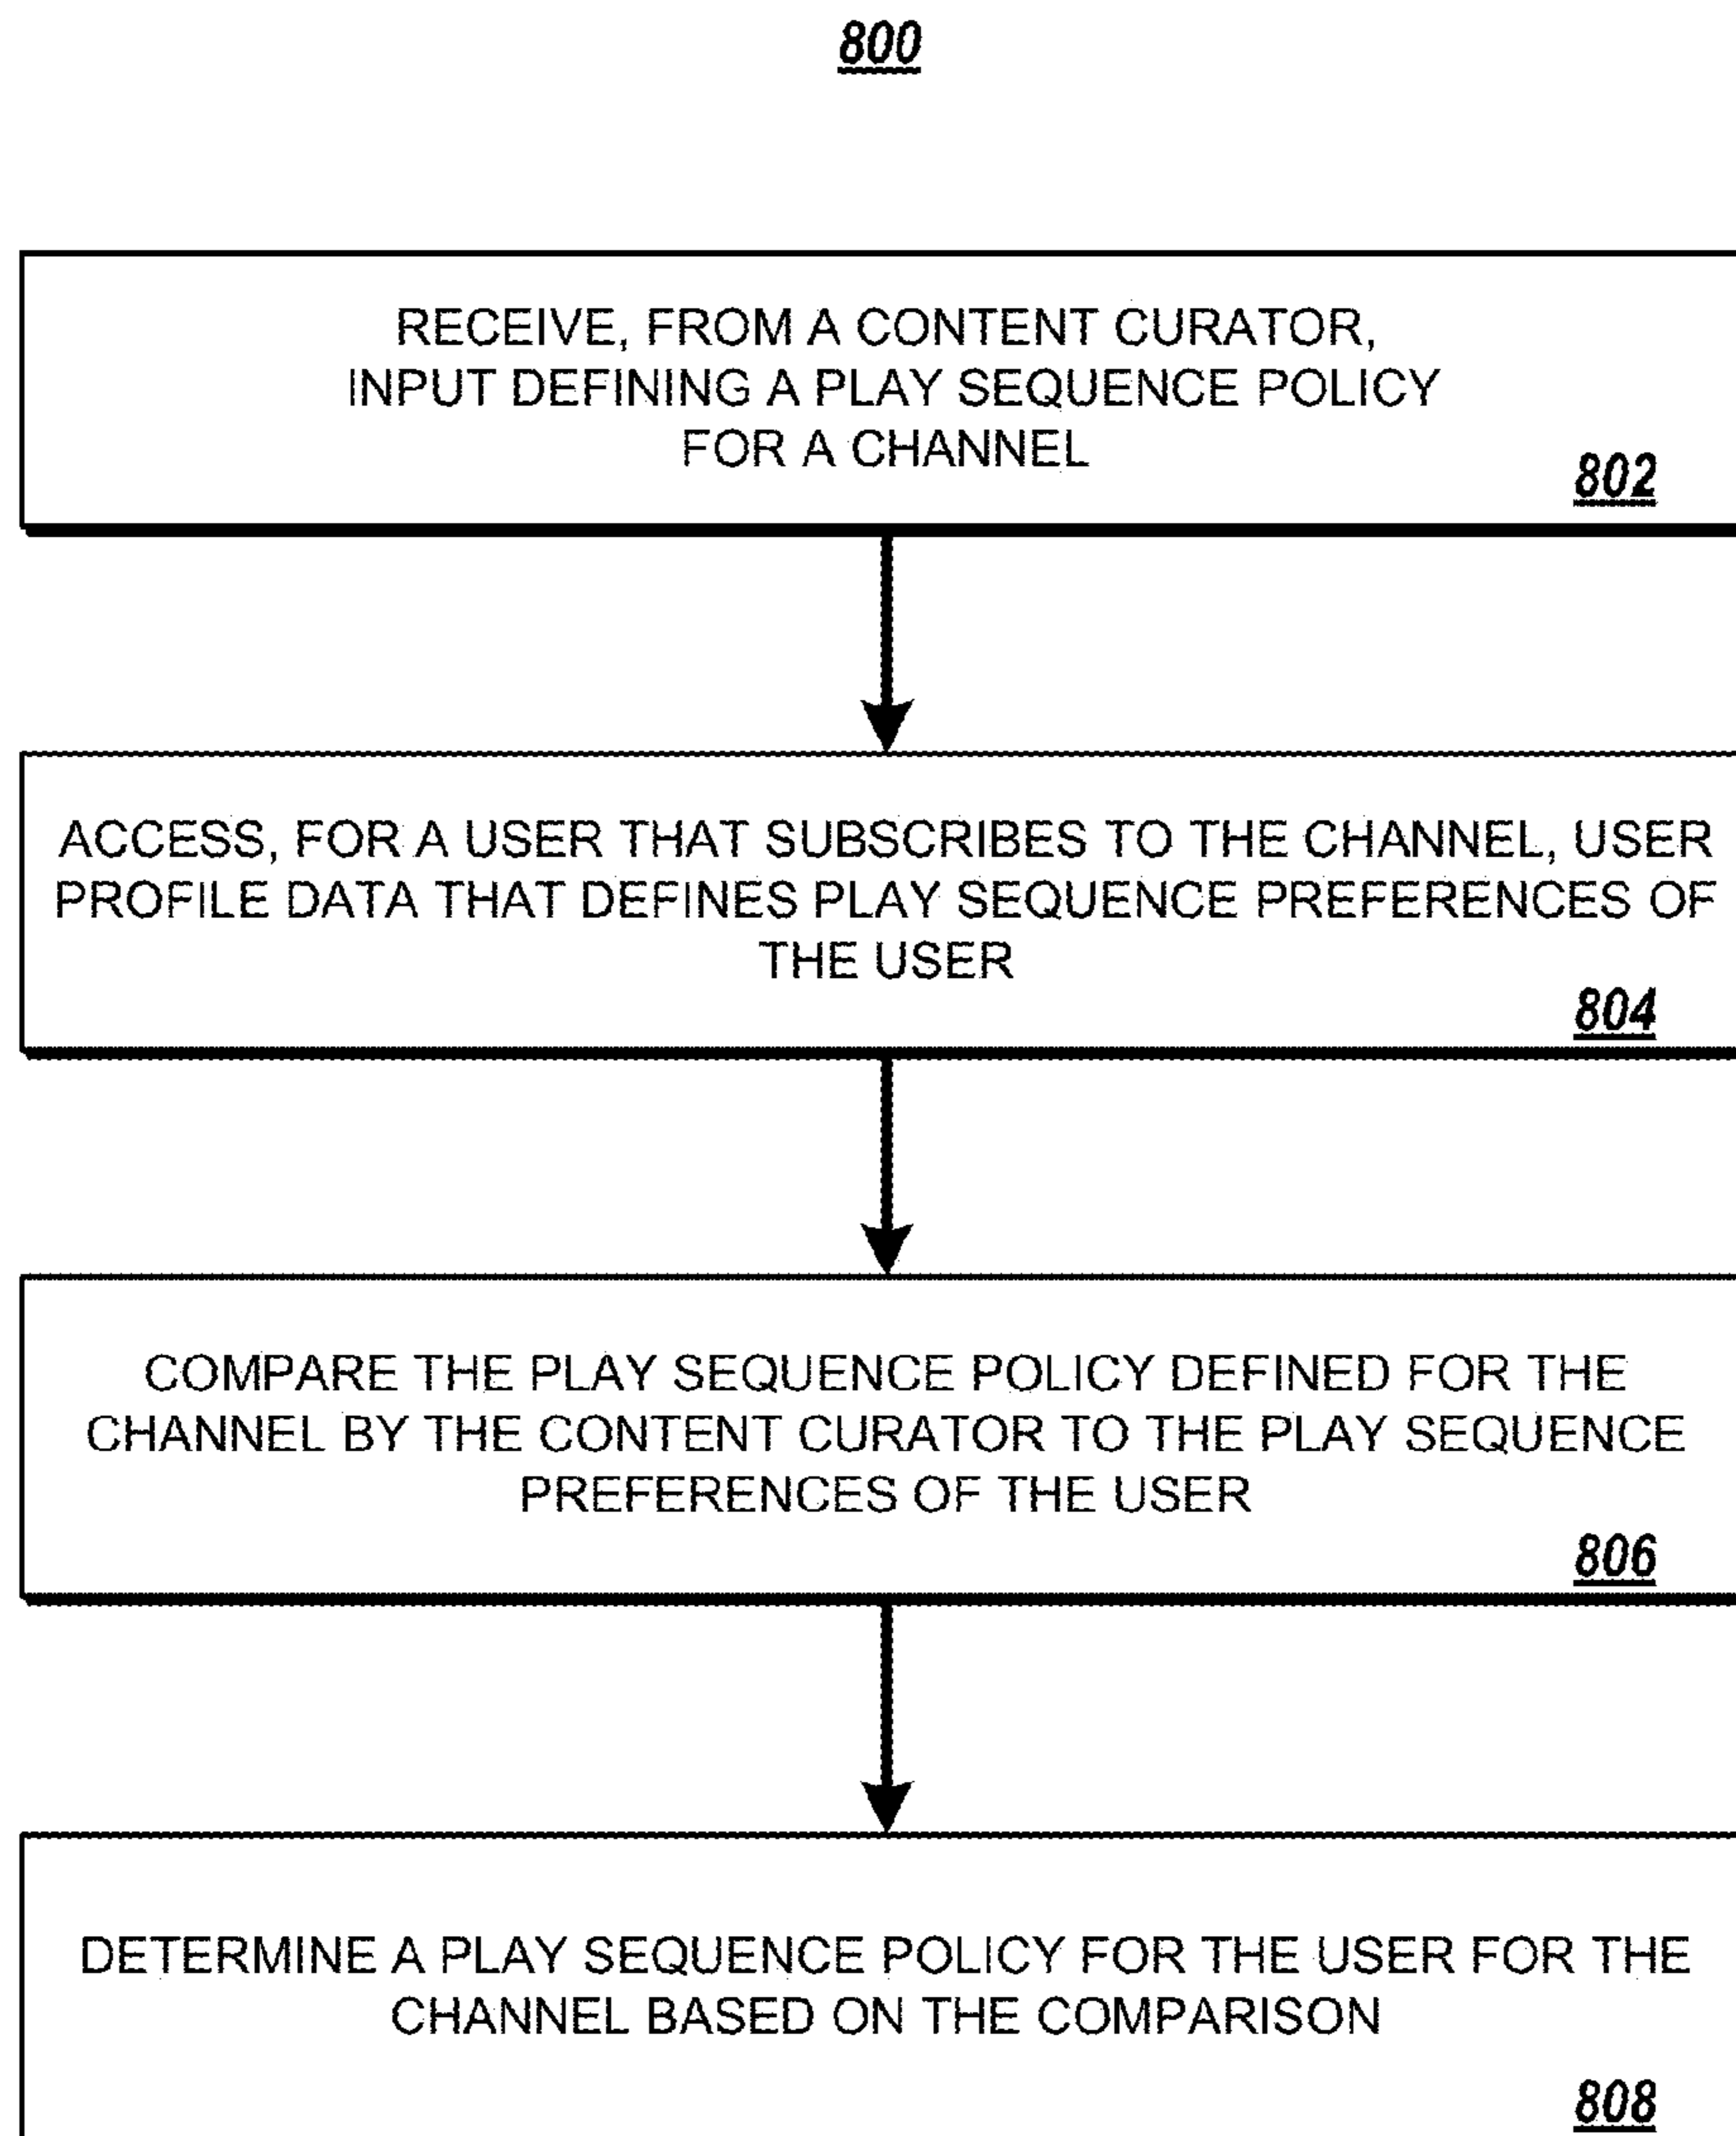 800
RECEIVE, FROM A CONTENT CURATOR,
INPUT DEFINING A PLAY SEQUENCE POLICY
FOR A CHANNEL
802
ACCESS, FOR A USER THAT SUBSCRIBES TO THE CHANNEL, USER
PROFILE DATA THAT DEFINES PLAY SEQUENCE PREFERENCES OF
THE USER
804
COMPARE THE PLAY SEQUENCE POLICY DEFINED FOR THE
CHANNEL BY THE CONTENT CURATOR TO THE PLAY SEQUENCE
PREFERENCES OF THE USER
806
DETERMINE A PLAY SEQUENCE POLICY FOR THE USER FOR THE
CHANNEL BASED ON THE COMPARISON
808